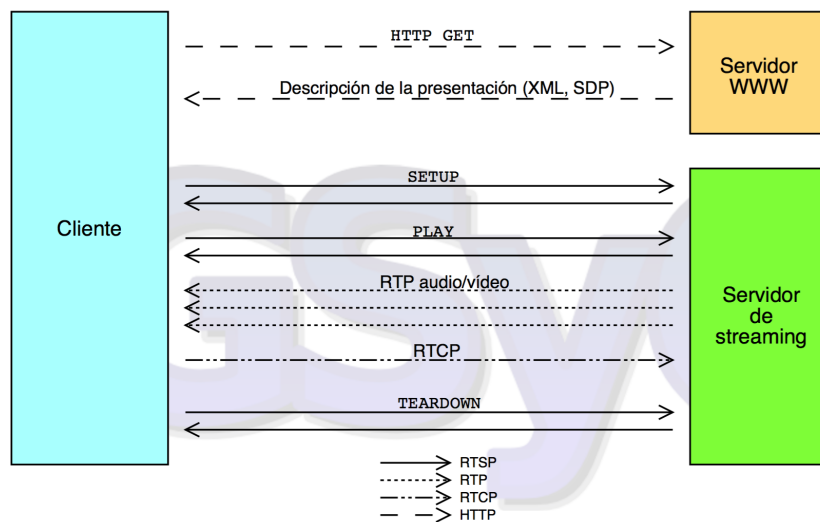 HTTP GET
Servidor
WWW
Descripción de la presentación (XML, SDP)
SETUP
Cliente
PLAY
RTP audio/vídeo
Servidor
de
streaming
RTCP
TEARDOWN
RTSP
RTP
RTCP
HTTP
GSyC